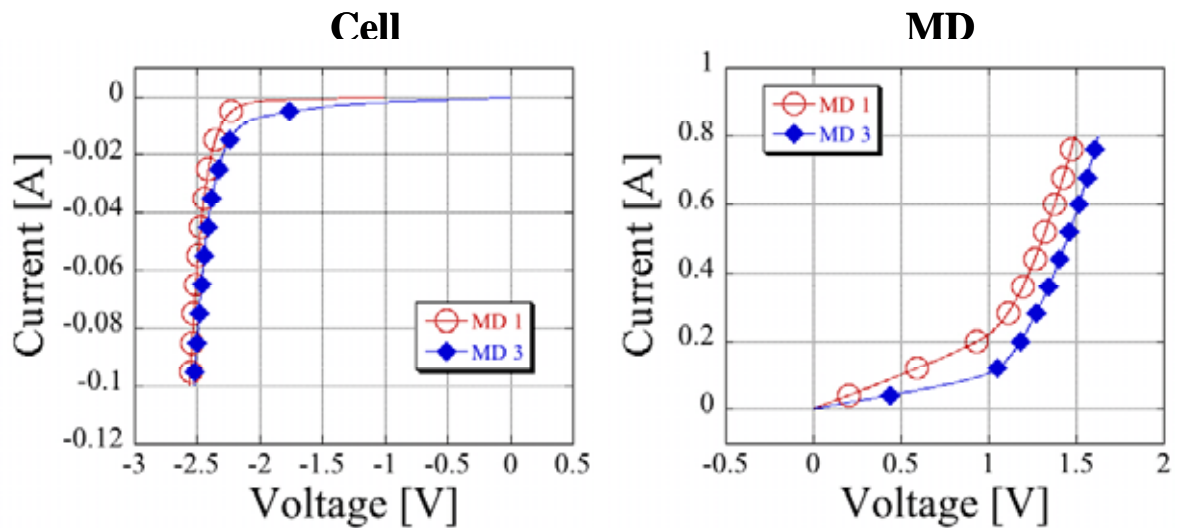 Cell
0
-0.02
-0.04
-0.06
-0.08
-0.1
-0.12
Current [A]
MD 1
MD 3
-3 -2.5 -2 -1.5 -1 -0.5 0 0.5
Voltage [V]
MD
1
0.8
0.6
0.4
0.2
0
Current [A]
MD 1
MD 3
-0.5 0 0.5 1 1.5 2
Voltage [V]